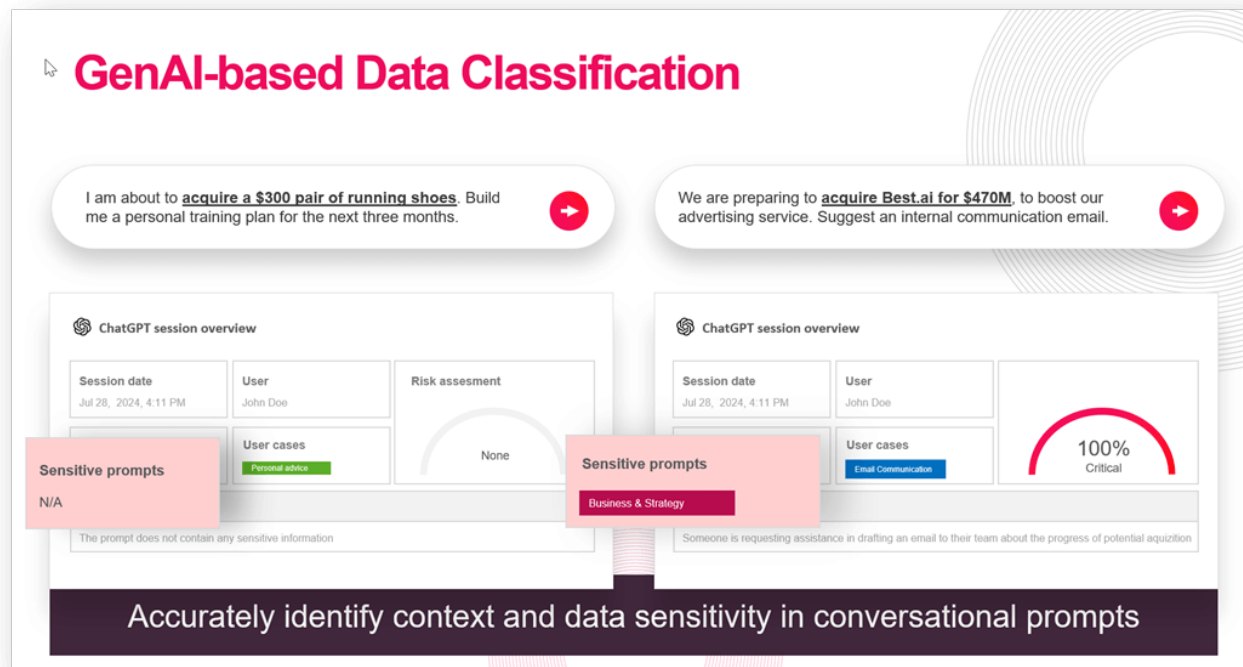 GenAI-based Data Classification
I am about to acquire a $300 pair of running shoes. Build
me a personal training plan for the next three months.
We are preparing to acquire Best.ai for $470M, to boost our
advertising service. Suggest an internal communication email.
ChatGPT session overview
Session date
Jul 28, 2024, 4:11 PM
User
John Doe
Risk assesment
None
User cases
Personal advice
Sensitive prompts
N/A
The prompt does not contain any sensitive information
ChatGPT session overview
Session date
Jul 28, 2024, 4:11 PM
User
John Doe
100%
Critical
User cases
Email Communication
Sensitive prompts
Business & Strategy
Someone is requesting assistance in drafting an email to their team about the progress of potential aquizition
Accurately identify context and data sensitivity in conversational prompts